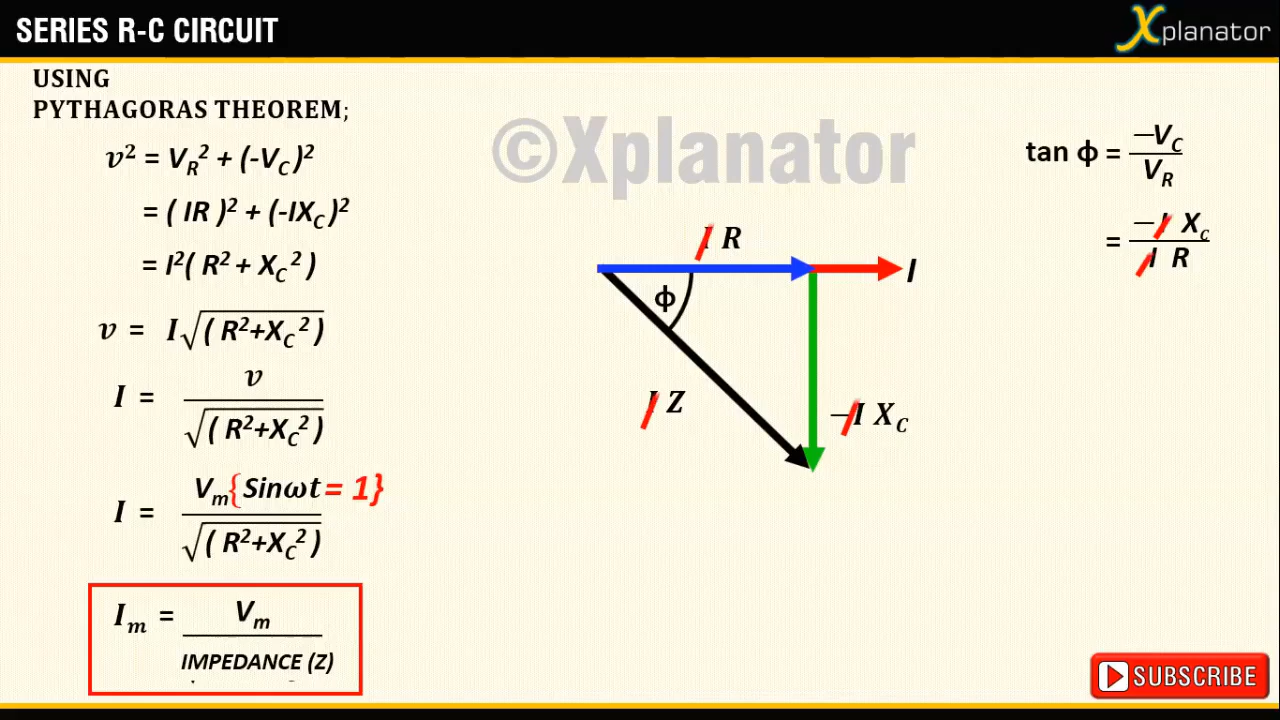 SERIES R-C CIRCUIT
Xplanator
USING
PYTHAGORAS THEOREM;
v² = V_R² + (-V_C)²
= ( IR )² + (-IX_C)²
= I²( R² + X_C² )
v = I√( R²+X_C² )
I = v / √( R²+X_C² )
I = V_m{Sinωt = 1} / √( R²+X_C² )
I_m = V_m / IMPEDANCE (Z)
©Xplanator
I R
I
ϕ
I Z
−I X_C
tan ϕ = −V_C / V_R
= −I X_C / I R
SUBSCRIBE